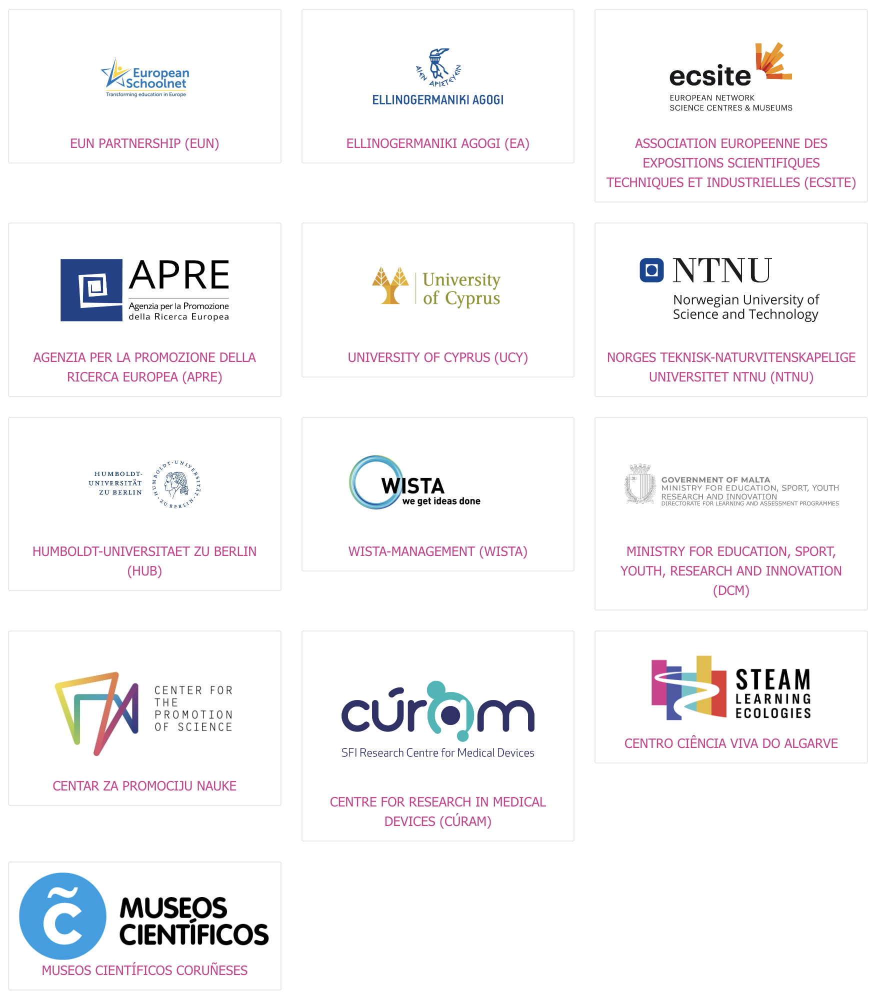 European
Schoolnet
Transforming education in Europe
EUN PARTNERSHIP (EUN)
ΑΙΕΝ ΑΡΙΣΤΕΥΕΙΝ
ELLINOGERMANIKI AGOGI
ELLINOGERMANIKI AGOGI (EA)
ecsite
EUROPEAN NETWORK
SCIENCE CENTRES & MUSEUMS
ASSOCIATION EUROPEENNE DES
EXPOSITIONS SCIENTIFIQUES
TECHNIQUES ET INDUSTRIELLES (ECSITE)
APRE
Agenzia per la Promozione
della Ricerca Europea
AGENZIA PER LA PROMOZIONE DELLA
RICERCA EUROPEA (APRE)
University
of Cyprus
UNIVERSITY OF CYPRUS (UCY)
NTNU
Norwegian University of
Science and Technology
NORGES TEKNISK-NATURVITENSKAPELIGE
UNIVERSITET NTNU (NTNU)
HUMBOLDT-
UNIVERSITÄT
ZU BERLIN
HUMBOLDT-UNIVERSITÄT · ZU BERLIN ·
HUMBOLDT-UNIVERSITAET ZU BERLIN
(HUB)
WISTA
we get ideas done
WISTA-MANAGEMENT (WISTA)
GOVERNMENT OF MALTA
MINISTRY FOR EDUCATION, SPORT, YOUTH
RESEARCH AND INNOVATION
DIRECTORATE FOR LEARNING AND ASSESSMENT PROGRAMMES
MINISTRY FOR EDUCATION, SPORT,
YOUTH, RESEARCH AND INNOVATION
(DCM)
CENTER FOR
THE
PROMOTION
OF SCIENCE
CENTAR ZA PROMOCIJU NAUKE
cúram
SFI Research Centre for Medical Devices
CENTRE FOR RESEARCH IN MEDICAL
DEVICES (CÚRAM)
STEAM
LEARNING
ECOLOGIES
CENTRO CIÊNCIA VIVA DO ALGARVE
MUSEOS
CIENTÍFICOS
MUSEOS CIENTÍFICOS CORUÑESES